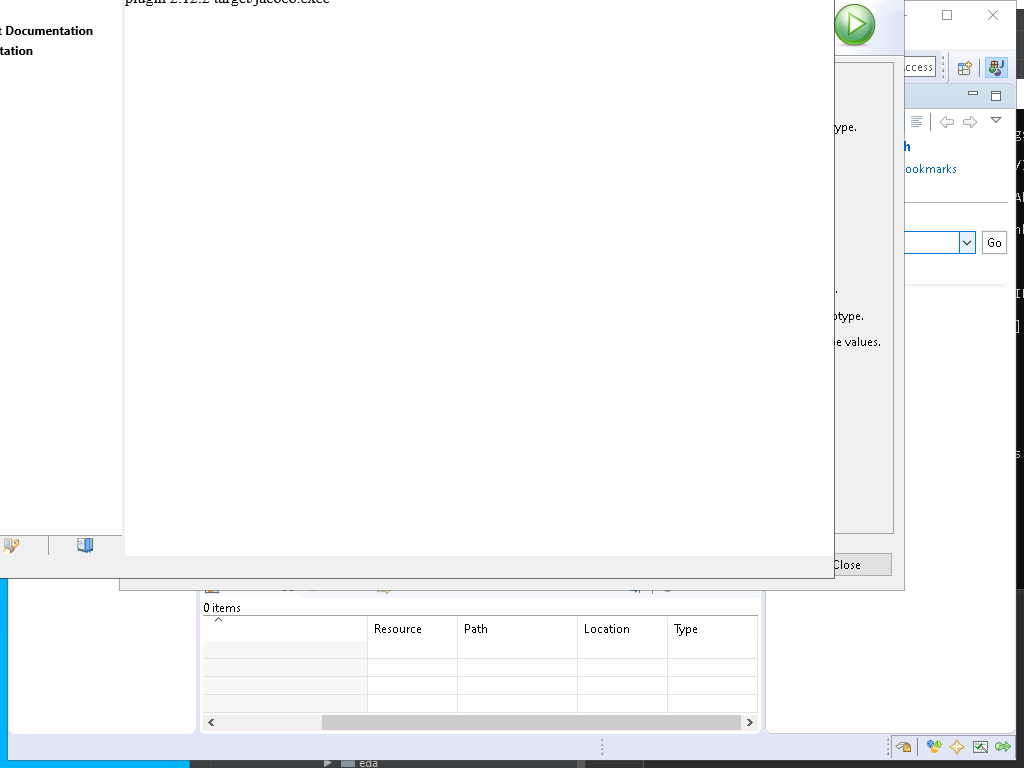 plugin 2.12.2 target/jacoco.exec
t Documentation
tation
ccess
ype.
h
ookmarks
Go
otype.
e values.
Close
0 items
Resource Path Location Type
eda